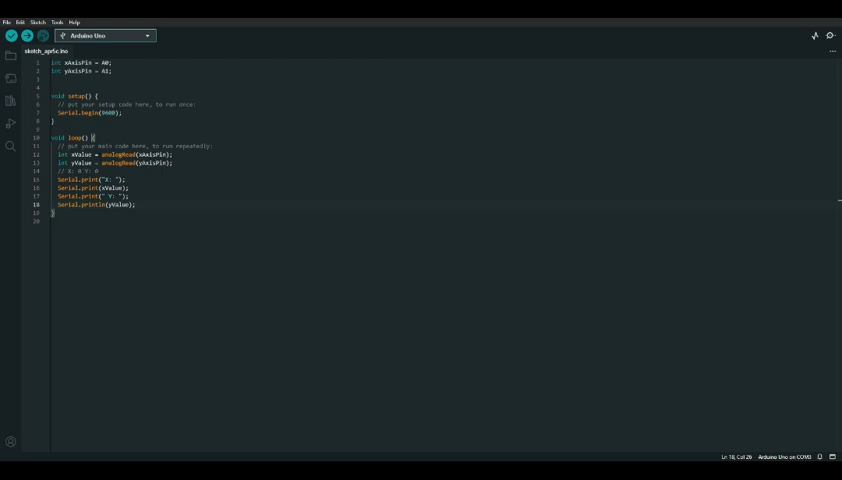 File Edit Sketch Tools Help
Arduino Uno
sketch_apr5c.ino
1 int xAxisPin = A0;
2 int yAxisPin = A1;
3
4
5 void setup() {
6 // put your setup code here, to run once:
7 Serial.begin(9600);
8 }
9
10 void loop() {
11 // put your main code here, to run repeatedly:
12 int xValue = analogRead(xAxisPin);
13 int yValue = analogRead(yAxisPin);
14 // X: 0 Y: 0
15 Serial.print("X: ");
16 Serial.print(xValue);
17 Serial.print(" Y: ");
18 Serial.println(yValue);
19 }
20
Ln 18, Col 26 Arduino Uno on COM3